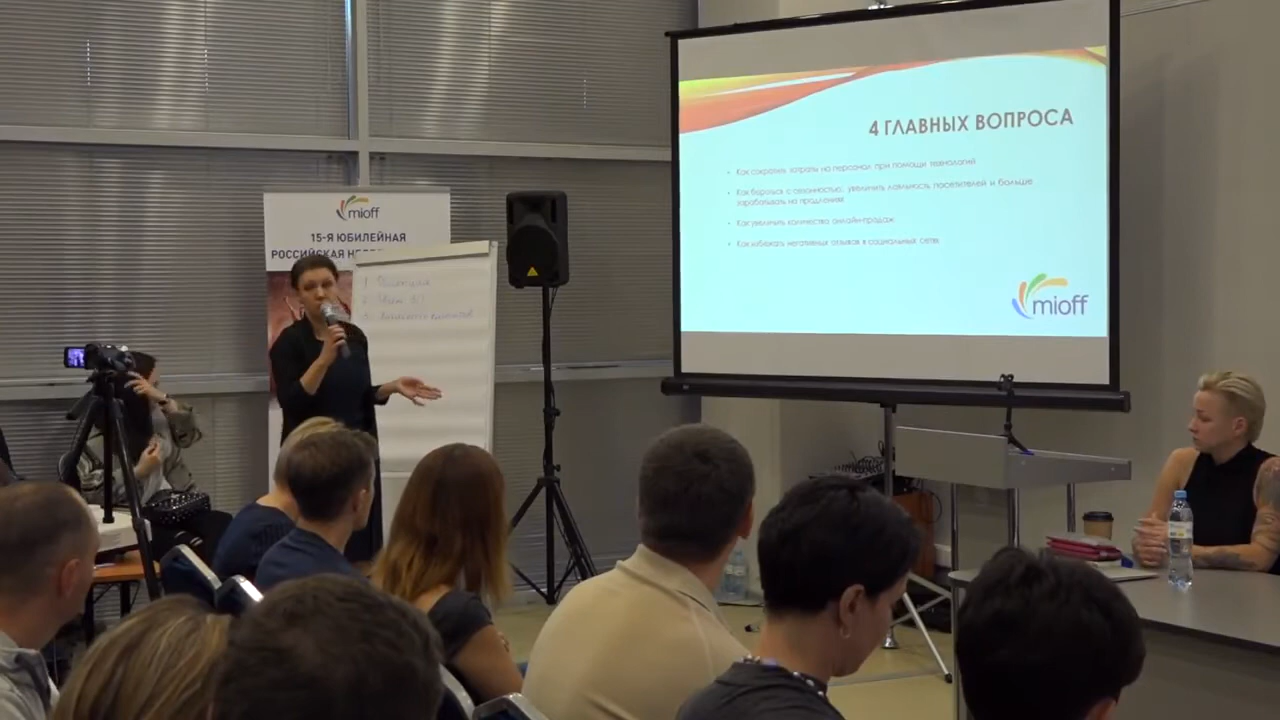 4 ГЛАВНЫХ ВОПРОСА
• Как сократить затраты на персонал при помощи технологий
• Как бороться с сезонностью, увеличить лояльность посетителей и больше
зарабатывать на продлениях
• Как увеличить количество онлайн-продаж
• Как избежать негативных отзывов в социальных сетях
mioff
mioff
15-Я ЮБИЛЕЙНАЯ
РОССИЙСКАЯ